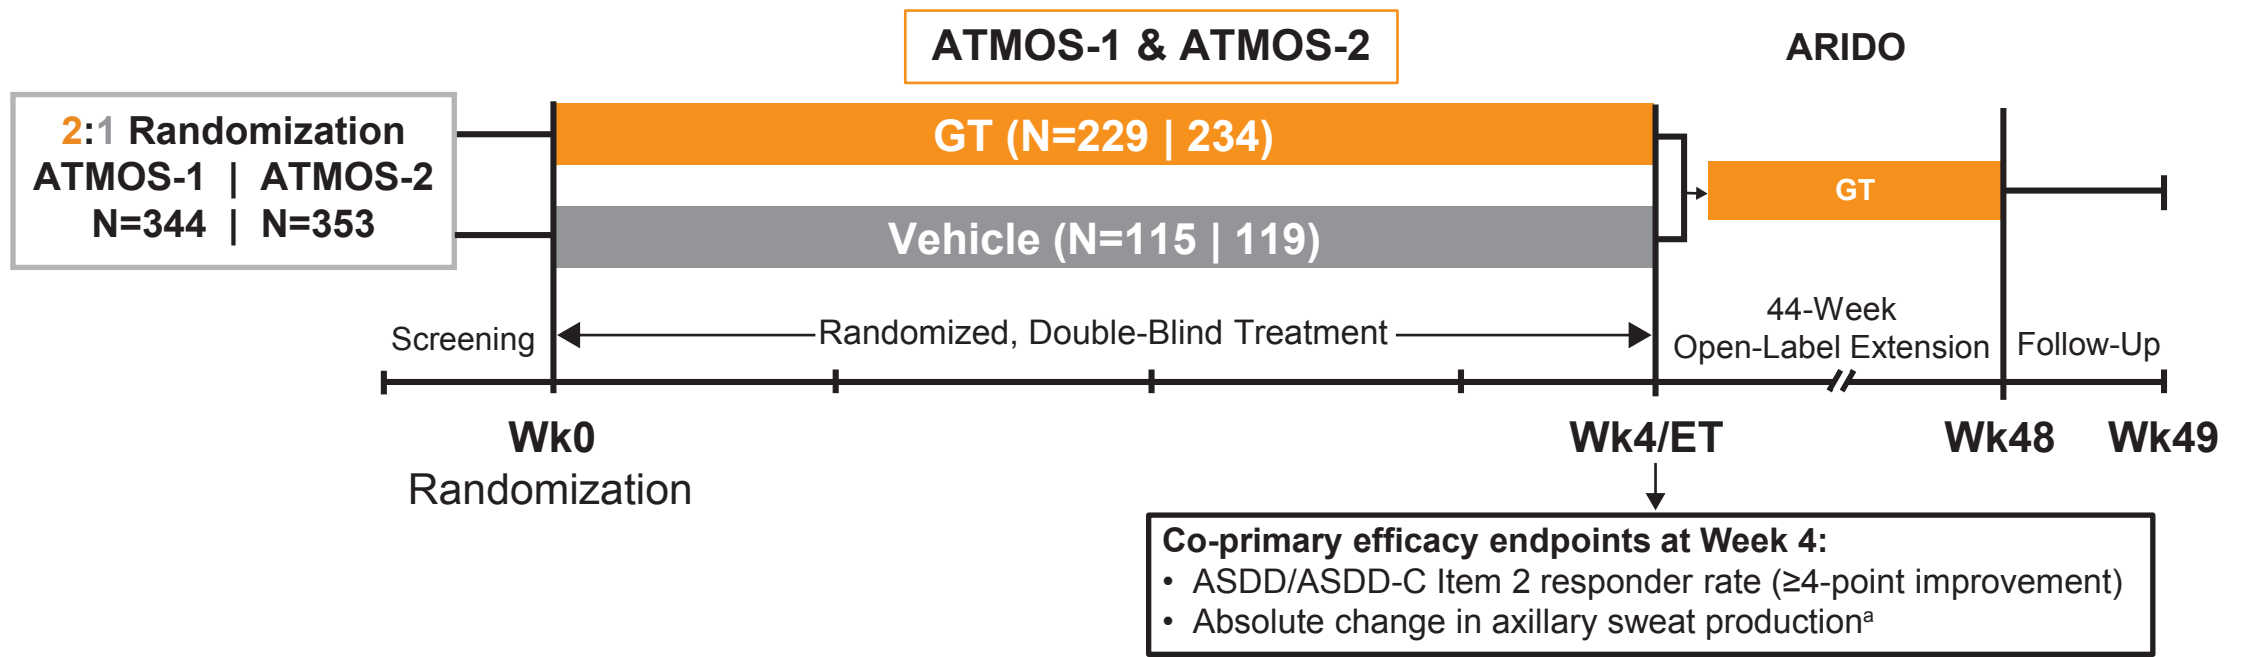 ATMOS-1 & ATMOS-2
ARIDO
2:1 Randomization
ATMOS-1 | ATMOS-2
N=344 | N=353
GT (N=229 | 234)
Vehicle (N=115 | 119)
GT
Screening
Randomized, Double-Blind Treatment
44-Week
Open-Label Extension
Follow-Up
Wk0
Randomization
Wk4/ET
Wk48
Wk49
Co-primary efficacy endpoints at Week 4:
• ASDD/ASDD-C Item 2 responder rate (≥4-point improvement)
• Absolute change in axillary sweat productionᵃ